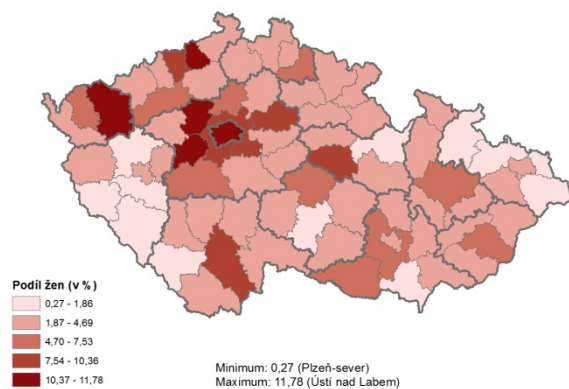 Podíl žen (v %)
0,27 - 1,86
1,87 - 4,69
4,70 - 7,53
7,54 - 10,36
10,37 - 11,78
Minimum: 0,27 (Plzeň-sever)
Maximum: 11,78 (Ústí nad Labem)